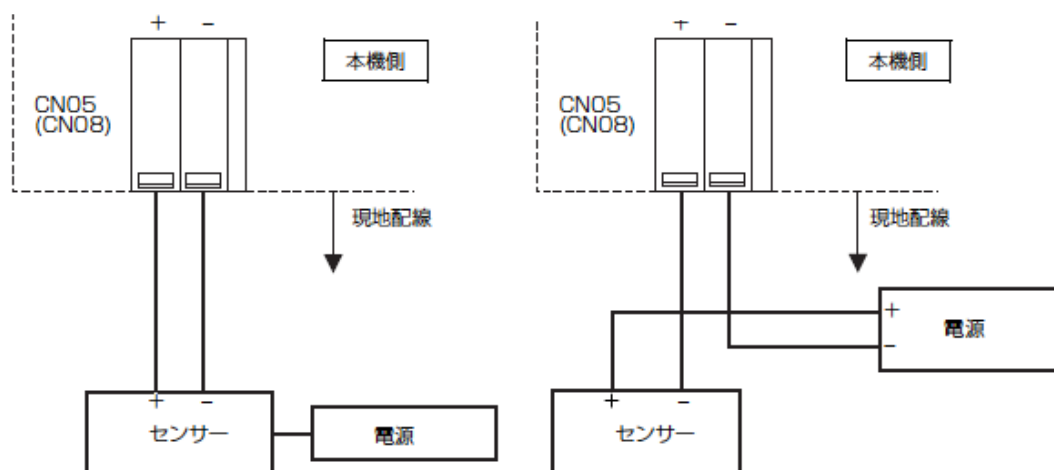 + -
本機側
CN05
(CN08)
現地配線
+ -
センサー
電源
+ -
本機側
CN05
(CN08)
現地配線
+
電源
-
+ -
センサー